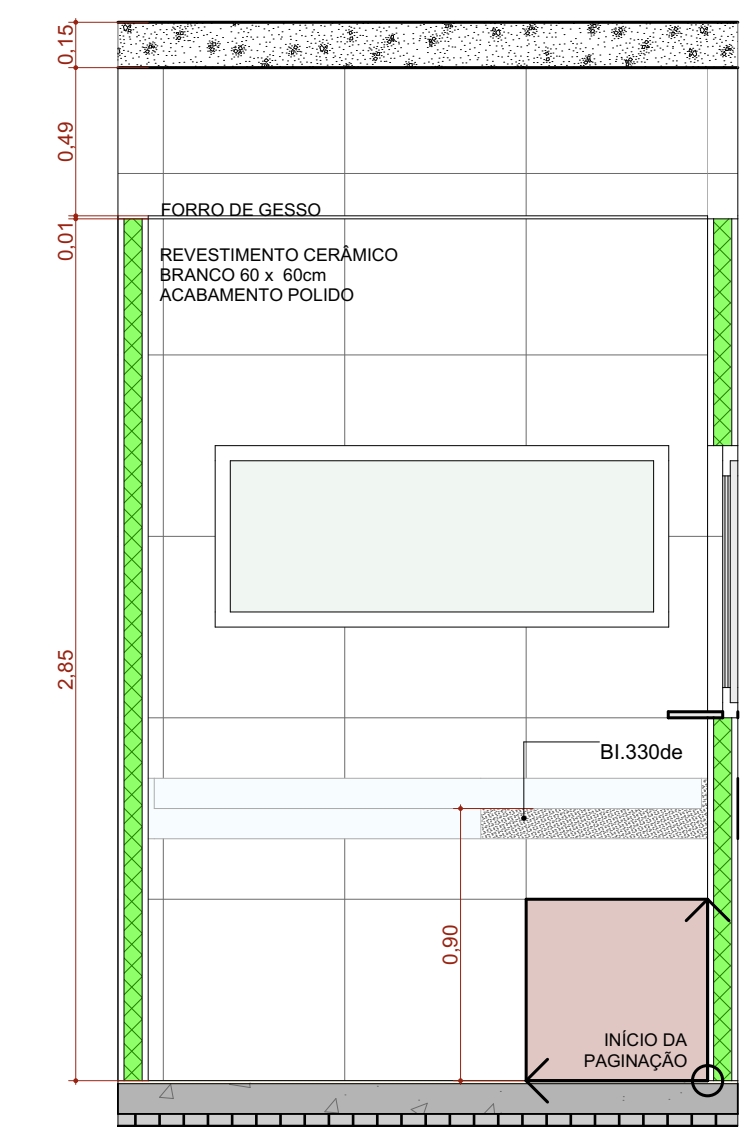 0,15
0,49
0,01
FORRO DE GESSO
REVESTIMENTO CERÂMICO
BRANCO 60 x 60cm
ACABAMENTO POLIDO
2,85
BI.330de
0,90
INÍCIO DA
PAGINAÇÃO